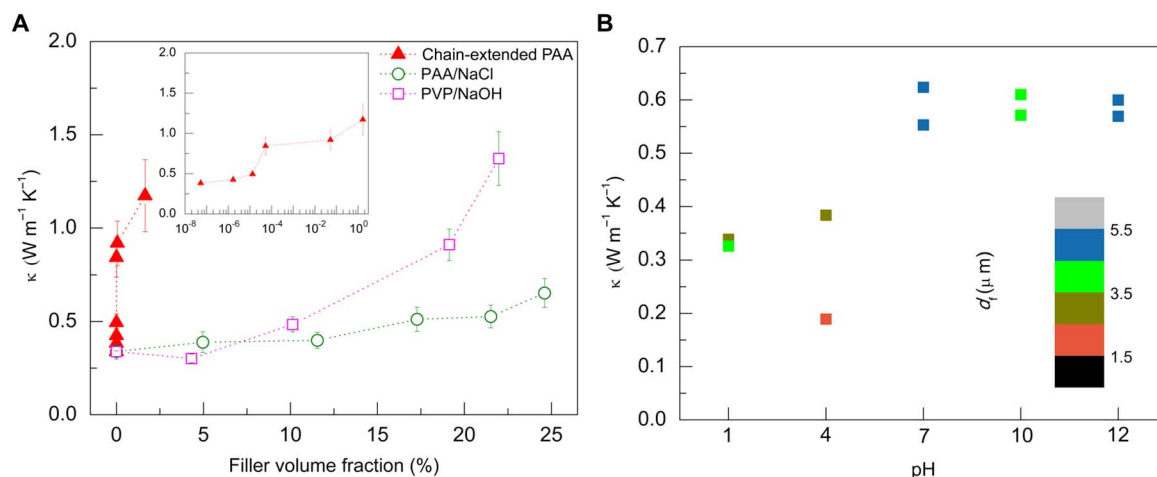 A
2.0
1.5
1.0
0.5
0.0
κ (W m⁻¹ K⁻¹)
0 5 10 15 20 25
Filler volume fraction (%)
2.0
1.5
1.0
0.5
0.0
10⁻⁸ 10⁻⁶ 10⁻⁴ 10⁻² 10⁰
Chain-extended PAA
PAA/NaCl
PVP/NaOH
B
0.7
0.6
0.5
0.4
0.3
0.2
0.1
0.0
κ (W m⁻¹ K⁻¹)
1 4 7 10 12
pH
d_f (μ m)
5.5
3.5
1.5